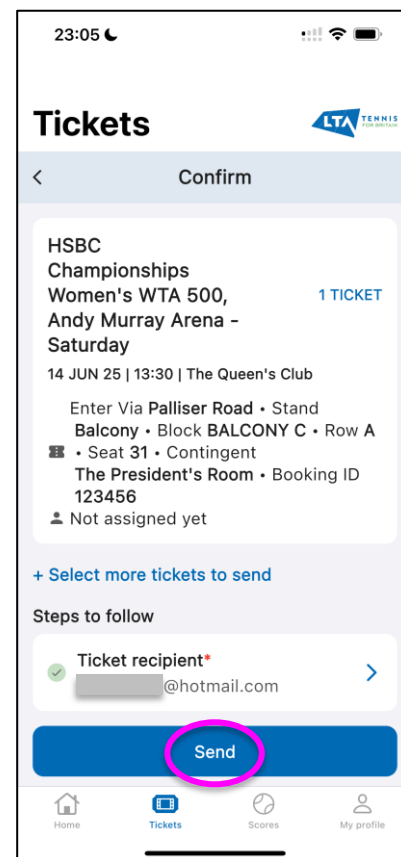 23:05
Tickets
LTA TENNIS
FOR BRITAIN
Confirm
HSBC
Championships
Women's WTA 500,
Andy Murray Arena -
Saturday
1 TICKET
14 JUN 25 | 13:30 | The Queen's Club
Enter Via Palliser Road • Stand
Balcony • Block BALCONY C • Row A
• Seat 31 • Contingent
The President's Room • Booking ID
123456
Not assigned yet
+ Select more tickets to send
Steps to follow
Ticket recipient*
@hotmail.com
Send
Home Tickets Scores My profile